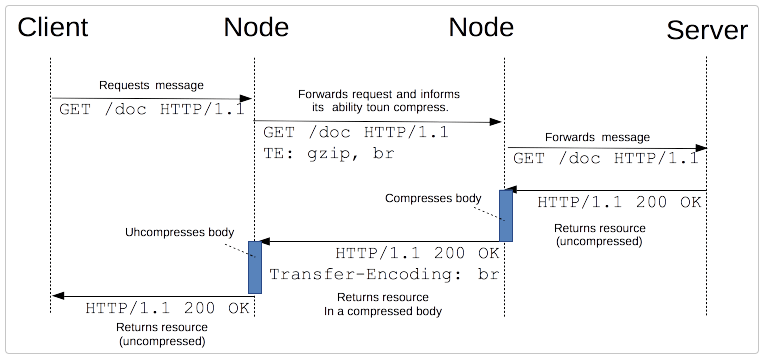 Client
Node
Node
Server
Requests message
GET /doc HTTP/1.1
Forwards request and informs
its ability toun compress.
GET /doc HTTP/1.1
TE: gzip, br
Forwards message
GET /doc HTTP/1.1
Compresses body
HTTP/1.1 200 OK
Returns resource
(uncompressed)
Uhcompresses body
HTTP/1.1 200 OK
Transfer-Encoding: br
Returns resource
In a compressed body
HTTP/1.1 200 OK
Returns resource
(uncompressed)